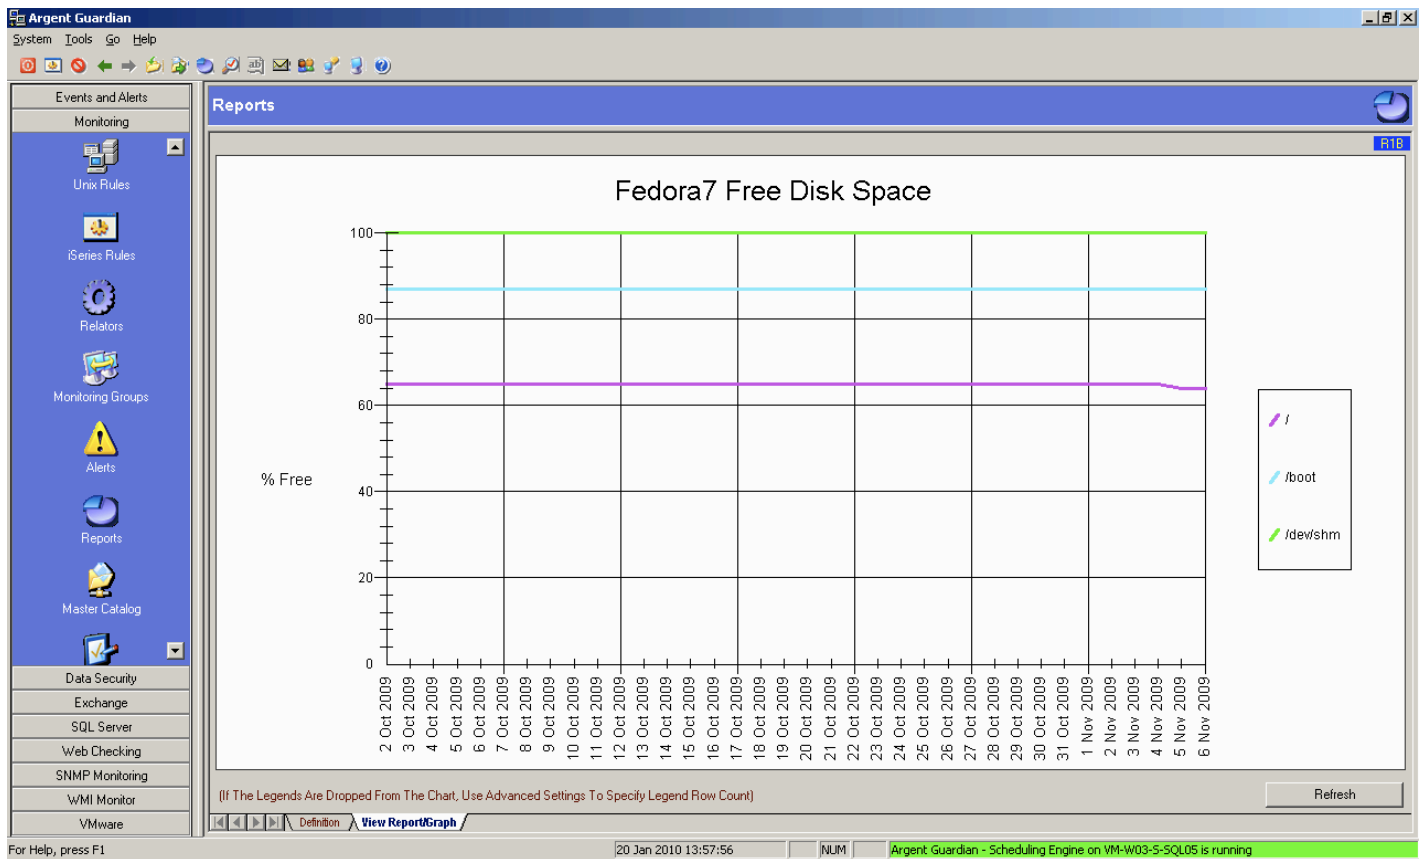 Argent Guardian
System Tools Go Help
Events and Alerts
Monitoring
Unix Rules
iSeries Rules
Relators
Monitoring Groups
Alerts
Reports
Master Catalog
Data Security
Exchange
SQL Server
Web Checking
SNMP Monitoring
WMI Monitor
VMware
Reports
R1B
Fedora7 Free Disk Space
% Free
100
80
60
40
20
0
2 Oct 2009
3 Oct 2009
4 Oct 2009
5 Oct 2009
6 Oct 2009
7 Oct 2009
8 Oct 2009
9 Oct 2009
10 Oct 2009
11 Oct 2009
12 Oct 2009
13 Oct 2009
14 Oct 2009
15 Oct 2009
16 Oct 2009
17 Oct 2009
18 Oct 2009
19 Oct 2009
20 Oct 2009
21 Oct 2009
22 Oct 2009
23 Oct 2009
24 Oct 2009
25 Oct 2009
26 Oct 2009
27 Oct 2009
28 Oct 2009
29 Oct 2009
30 Oct 2009
31 Oct 2009
1 Nov 2009
2 Nov 2009
3 Nov 2009
4 Nov 2009
5 Nov 2009
6 Nov 2009
/
/boot
/dev/shm
(If The Legends Are Dropped From The Chart, Use Advanced Settings To Specify Legend Row Count)
Refresh
Definition View Report/Graph
For Help, press F1
20 Jan 2010 13:57:56
NUM
Argent Guardian - Scheduling Engine on VM-W03-S-SQL05 is running